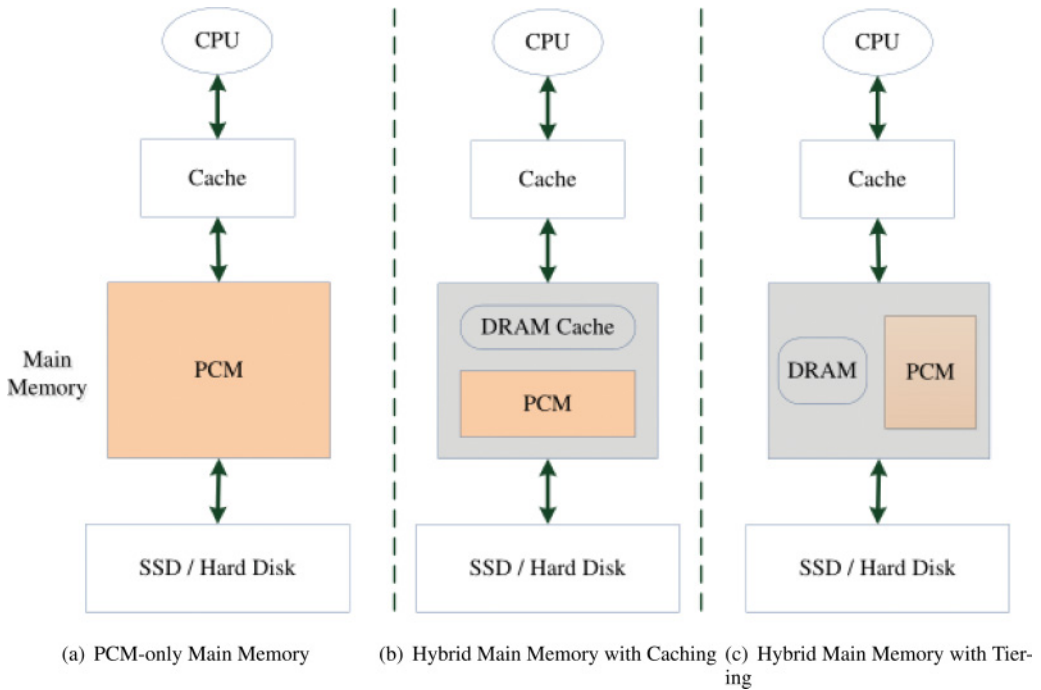 CPU
Cache
Main
Memory
PCM
SSD / Hard Disk
(a) PCM-only Main Memory
CPU
Cache
DRAM Cache
PCM
SSD / Hard Disk
(b) Hybrid Main Memory with Caching
CPU
Cache
DRAM
PCM
SSD / Hard Disk
(c) Hybrid Main Memory with Tier-
ing